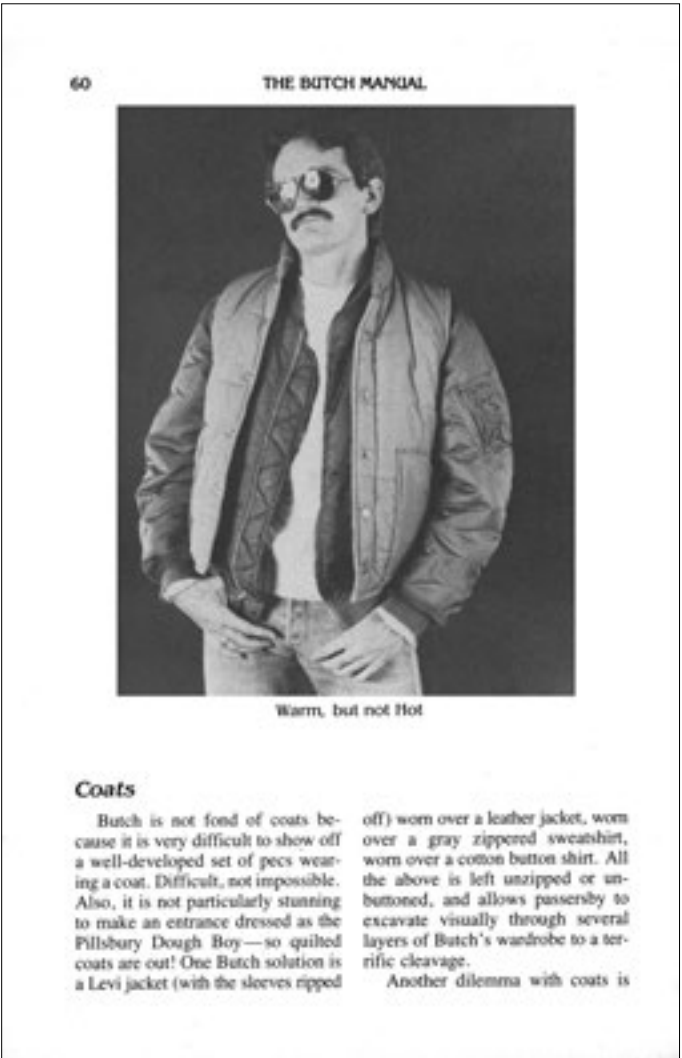 60
THE BUTCH MANUAL
Warm, but not Hot
Coats
Butch is not fond of coats be-
cause it is very difficult to show off
a well-developed set of pecs wear-
ing a coat. Difficult, not impossible.
Also, it is not particularly stunning
to make an entrance dressed as the
Pillsbury Dough Boy—so quilted
coats are out! One Butch solution is
a Levi jacket (with the sleeves ripped
off) worn over a leather jacket, worn
over a gray zippered sweatshirt,
worn over a cotton button shirt. All
the above is left unzipped or un-
buttoned, and allows passersby to
excavate visually through several
layers of Butch's wardrobe to a ter-
rific cleavage.
Another dilemma with coats is